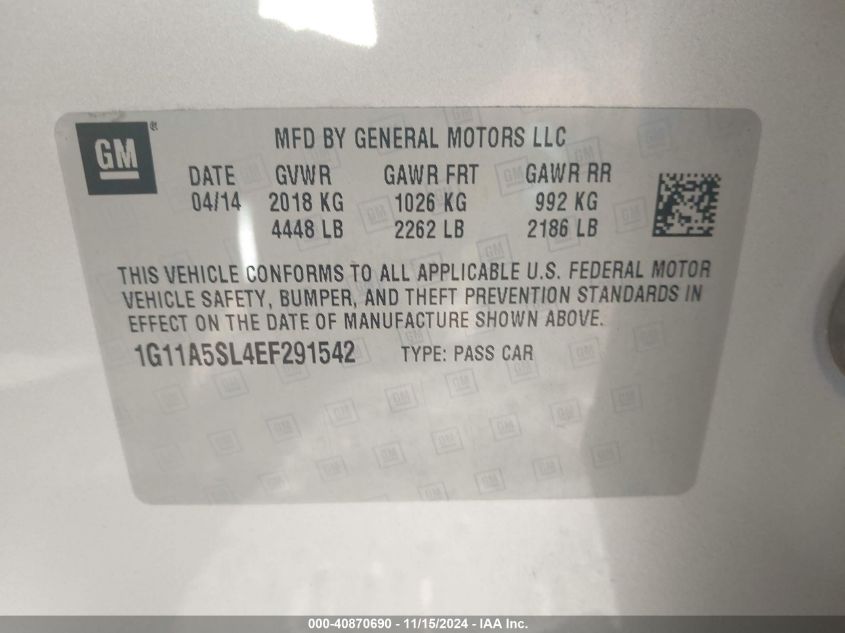 GM ®
MFD BY GENERAL MOTORS LLC
DATE GVWR GAWR FRT GAWR RR
04/14 2018 KG 1026 KG 992 KG
4448 LB 2262 LB 2186 LB
THIS VEHICLE CONFORMS TO ALL APPLICABLE U.S. FEDERAL MOTOR
VEHICLE SAFETY, BUMPER, AND THEFT PREVENTION STANDARDS IN
EFFECT ON THE DATE OF MANUFACTURE SHOWN ABOVE.
1G11A5SL4EF291542 TYPE: PASS CAR
000-40870690 - 11/15/2024 - IAA Inc.